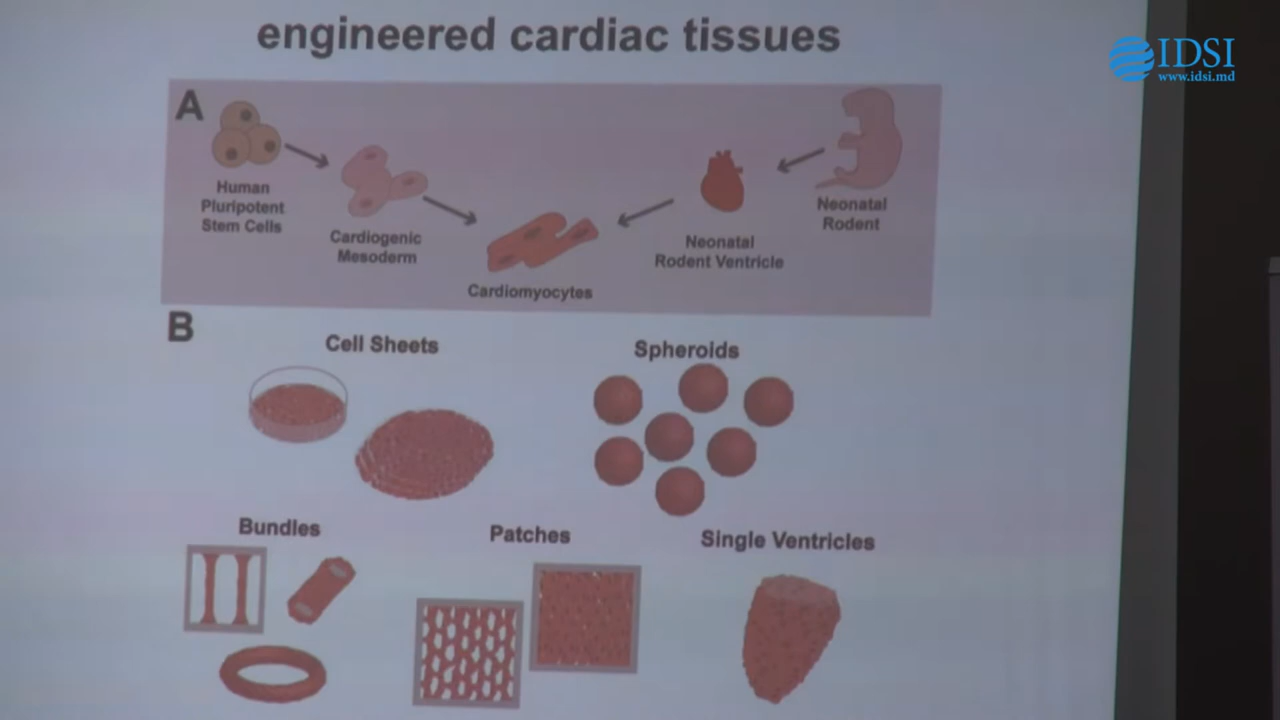 engineered cardiac tissues
IDSI
www.idsi.md
A
Human
Pluripotent
Stem Cells
Cardiogenic
Mesoderm
Cardiomyocytes
Neonatal
Rodent Ventricle
Neonatal
Rodent
B
Cell Sheets
Spheroids
Bundles
Patches
Single Ventricles